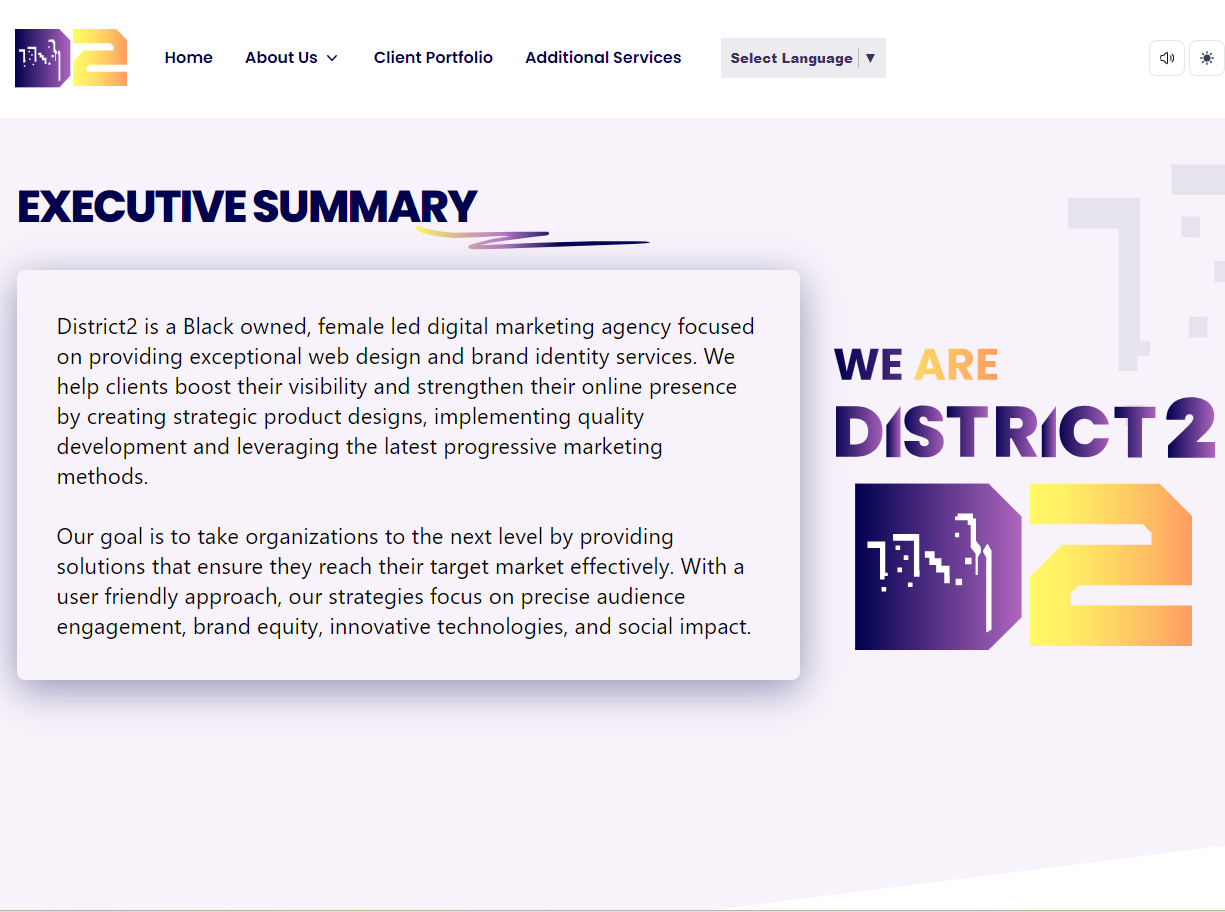 Home About Us Client Portfolio Additional Services Select Language ▼
EXECUTIVE SUMMARY
District2 is a Black owned, female led digital marketing agency focused
on providing exceptional web design and brand identity services. We
help clients boost their visibility and strengthen their online presence
by creating strategic product designs, implementing quality
development and leveraging the latest progressive marketing
methods.
Our goal is to take organizations to the next level by providing
solutions that ensure they reach their target market effectively. With a
user friendly approach, our strategies focus on precise audience
engagement, brand equity, innovative technologies, and social impact.
WE ARE
DISTRICT 2
D2